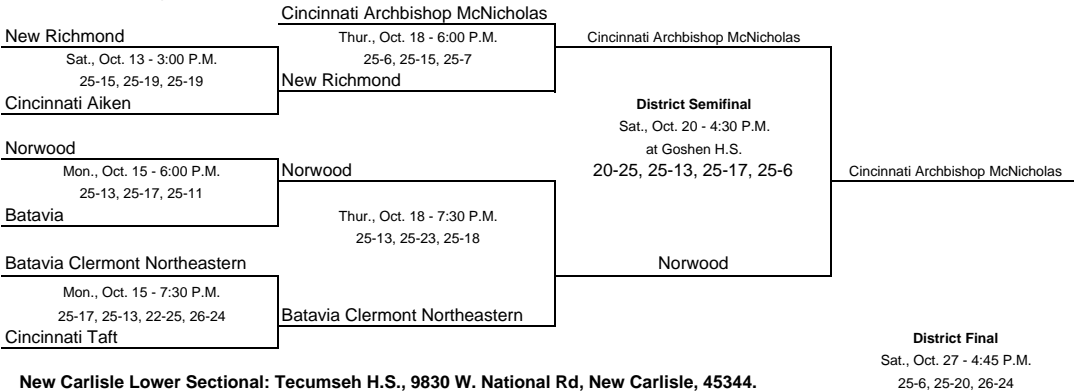 Cincinnati Archbishop McNicholas
New Richmond
Thur., Oct. 18 - 6:00 P.M.
Cincinnati Archbishop McNicholas
Sat., Oct. 13 - 3:00 P.M.
25-6, 25-15, 25-7
25-15, 25-19, 25-19
New Richmond
Cincinnati Aiken
District Semifinal
Sat., Oct. 20 - 4:30 P.M.
Norwood
at Goshen H.S.
Mon., Oct. 15 - 6:00 P.M.
Norwood
20-25, 25-13, 25-17, 25-6
Cincinnati Archbishop McNicholas
25-13, 25-17, 25-11
Batavia
Thur., Oct. 18 - 7:30 P.M.
25-13, 25-23, 25-18
Batavia Clermont Northeastern
Norwood
Mon., Oct. 15 - 7:30 P.M.
25-17, 25-13, 22-25, 26-24
Batavia Clermont Northeastern
Cincinnati Taft
District Final
Sat., Oct. 27 - 4:45 P.M.
New Carlisle Lower Sectional: Tecumseh H.S., 9830 W. National Rd, New Carlisle, 45344.
25-6, 25-20, 26-24